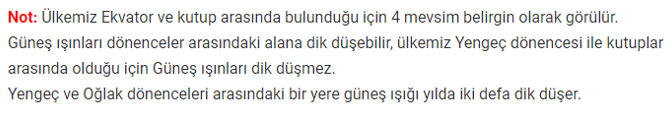 Not: Ülkemiz Ekvator ve kutup arasında bulunduğu için 4 mevsim belirgin olarak görülür.
Güneş ışınları dönenceler arasındaki alana dik düşebilir, ülkemiz Yengeç dönencesi ile kutuplar
arasında olduğu için Güneş ışınları dik düşmez.
Yengeç ve Oğlak dönenceleri arasındaki bir yere güneş ışığı yılda iki defa dik düşer.